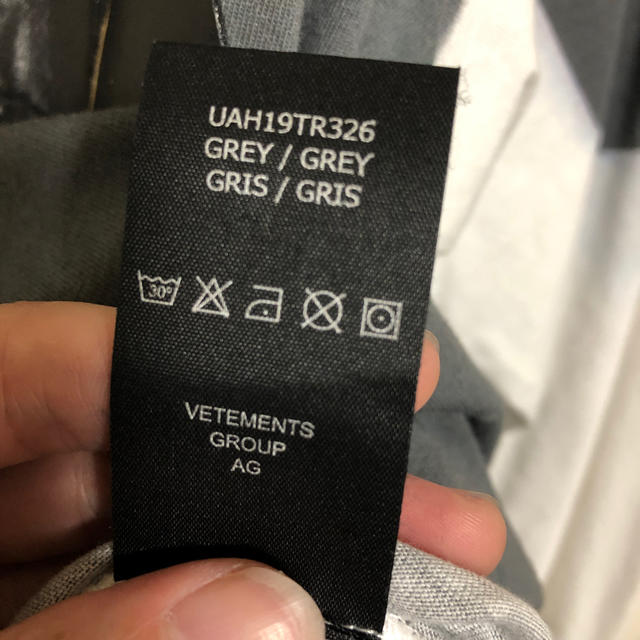 UAH19TR326
GREY / GREY
GRIS / GRIS
30°
VETEMENTS
GROUP
AG